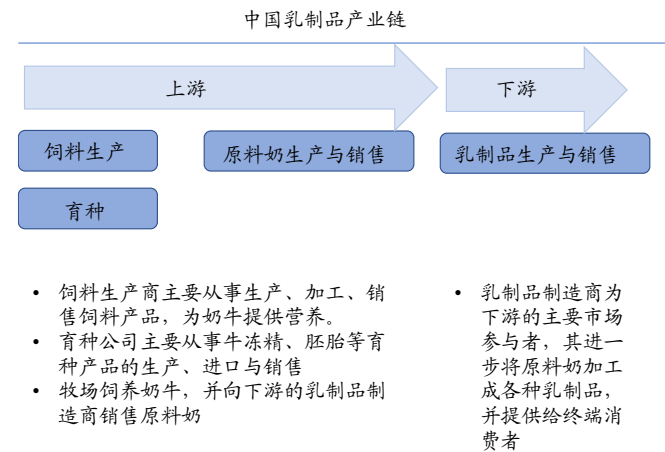 中国乳制品产业链
上游
下游
饲料生产
原料奶生产与销售
乳制品生产与销售
育种
• 饲料生产商主要从事生产、加工、销
售饲料产品，为奶牛提供营养。
• 育种公司主要从事牛冻精、胚胎等育
种产品的生产、进口与销售
• 牧场饲养奶牛，并向下游的乳制品制
造商销售原料奶
• 乳制品制造商为
下游的主要市场
参与者，其进一
步将原料奶加工
成各种乳制品，
并提供给终端消
费者